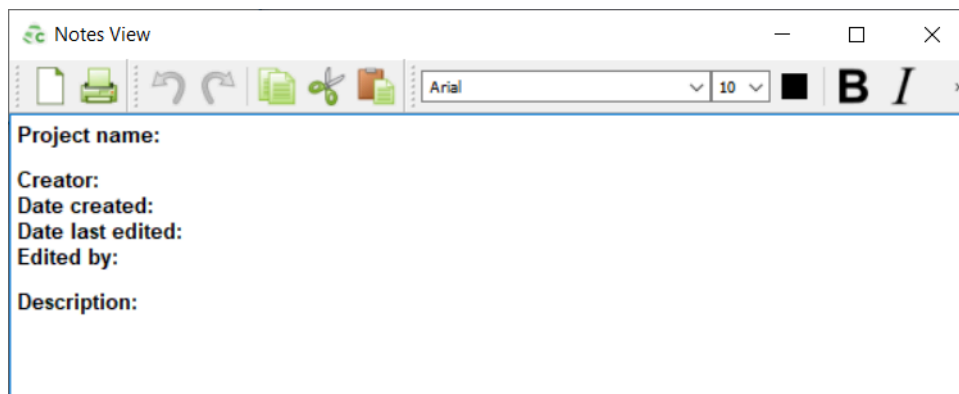 Notes View
Arial
10
B I
Project name:
Creator:
Date created:
Date last edited:
Edited by:
Description: